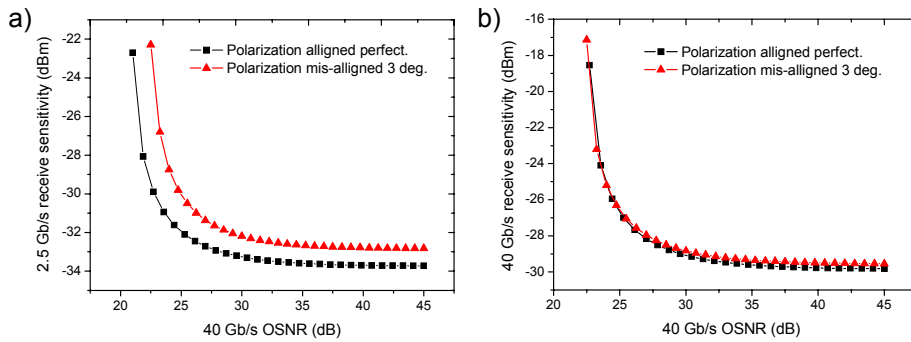 a)
2.5 Gb/s receive sensitivity (dBm)
-22
-24
-26
-28
-30
-32
-34
Polarization alligned perfect.
Polarization mis-alligned 3 deg.
20
25
30
35
40
45
40 Gb/s OSNR (dB)
b)
40 Gb/s receive sensitivity (dBm)
-16
-18
-20
-22
-24
-26
-28
-30
Polarization alligned perfect.
Polarization mis-alligned 3 deg.
20
25
30
35
40
45
40 Gb/s OSNR (dB)